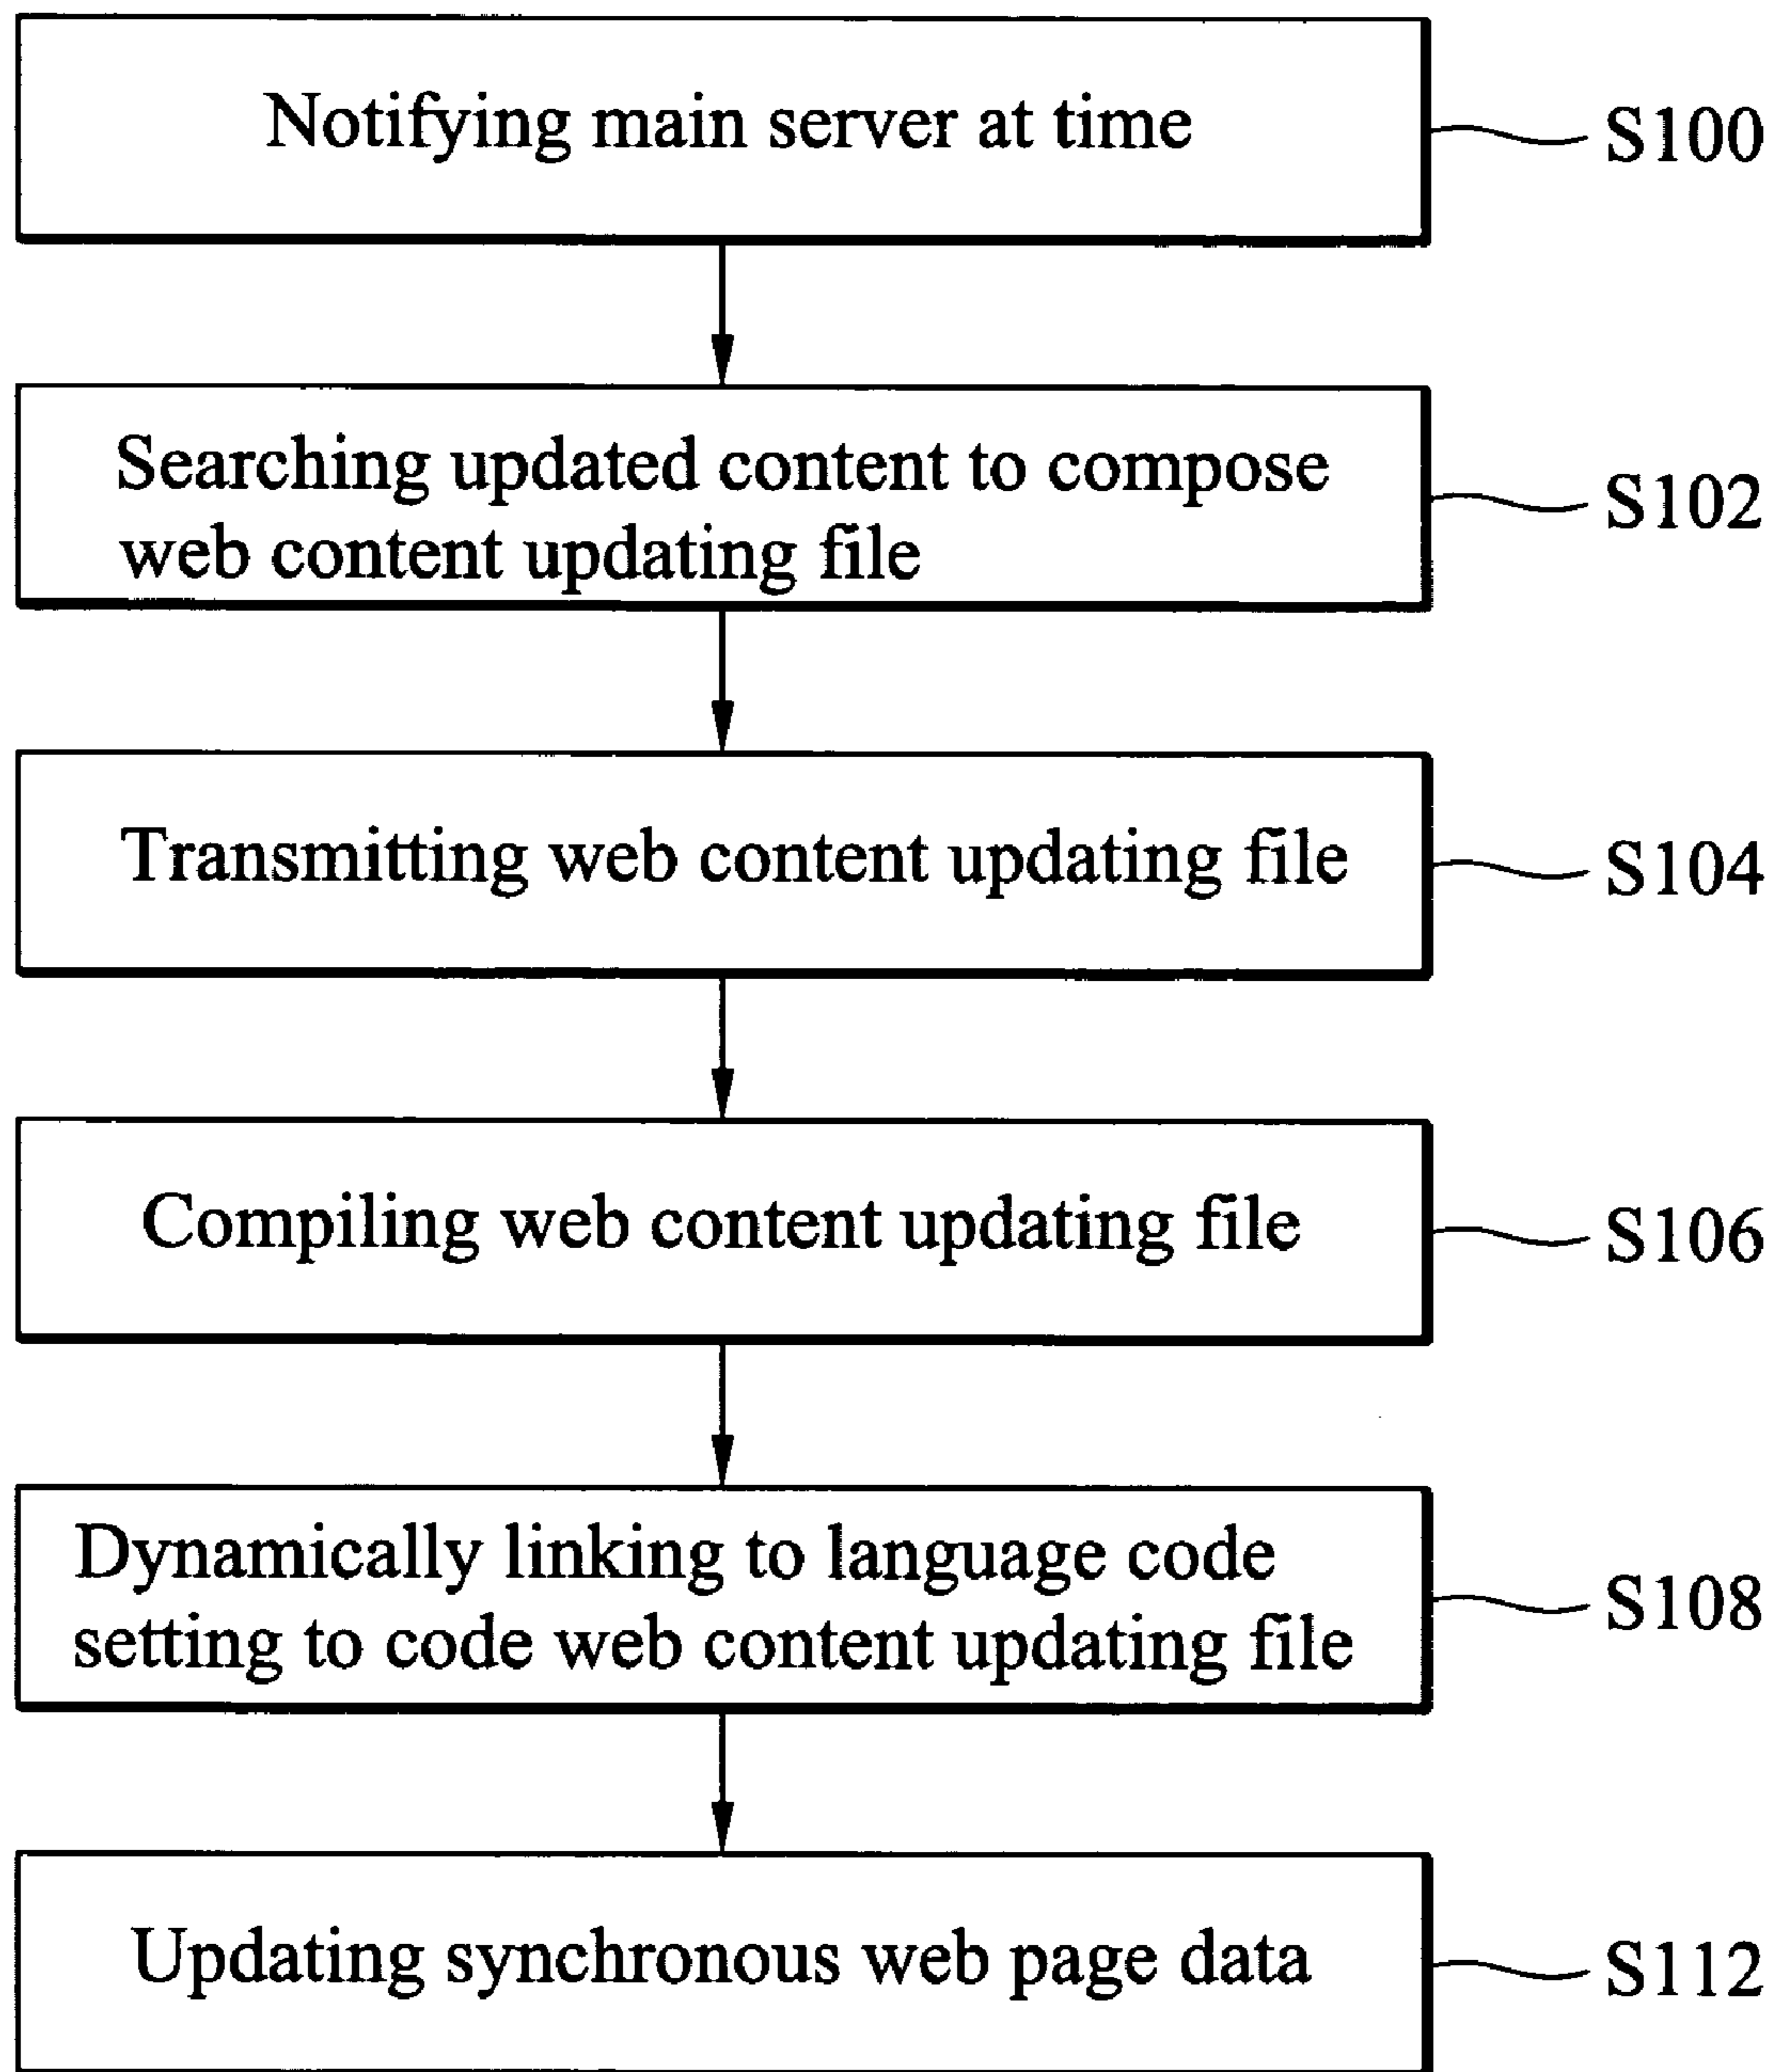 Notifying main server at time
S100
Searching updated content to compose
web content updating file
S102
Transmitting web content updating file
S104
Compiling web content updating file
S106
Dynamically linking to language code
setting to code web content updating file
S108
Updating synchronous web page data
S112